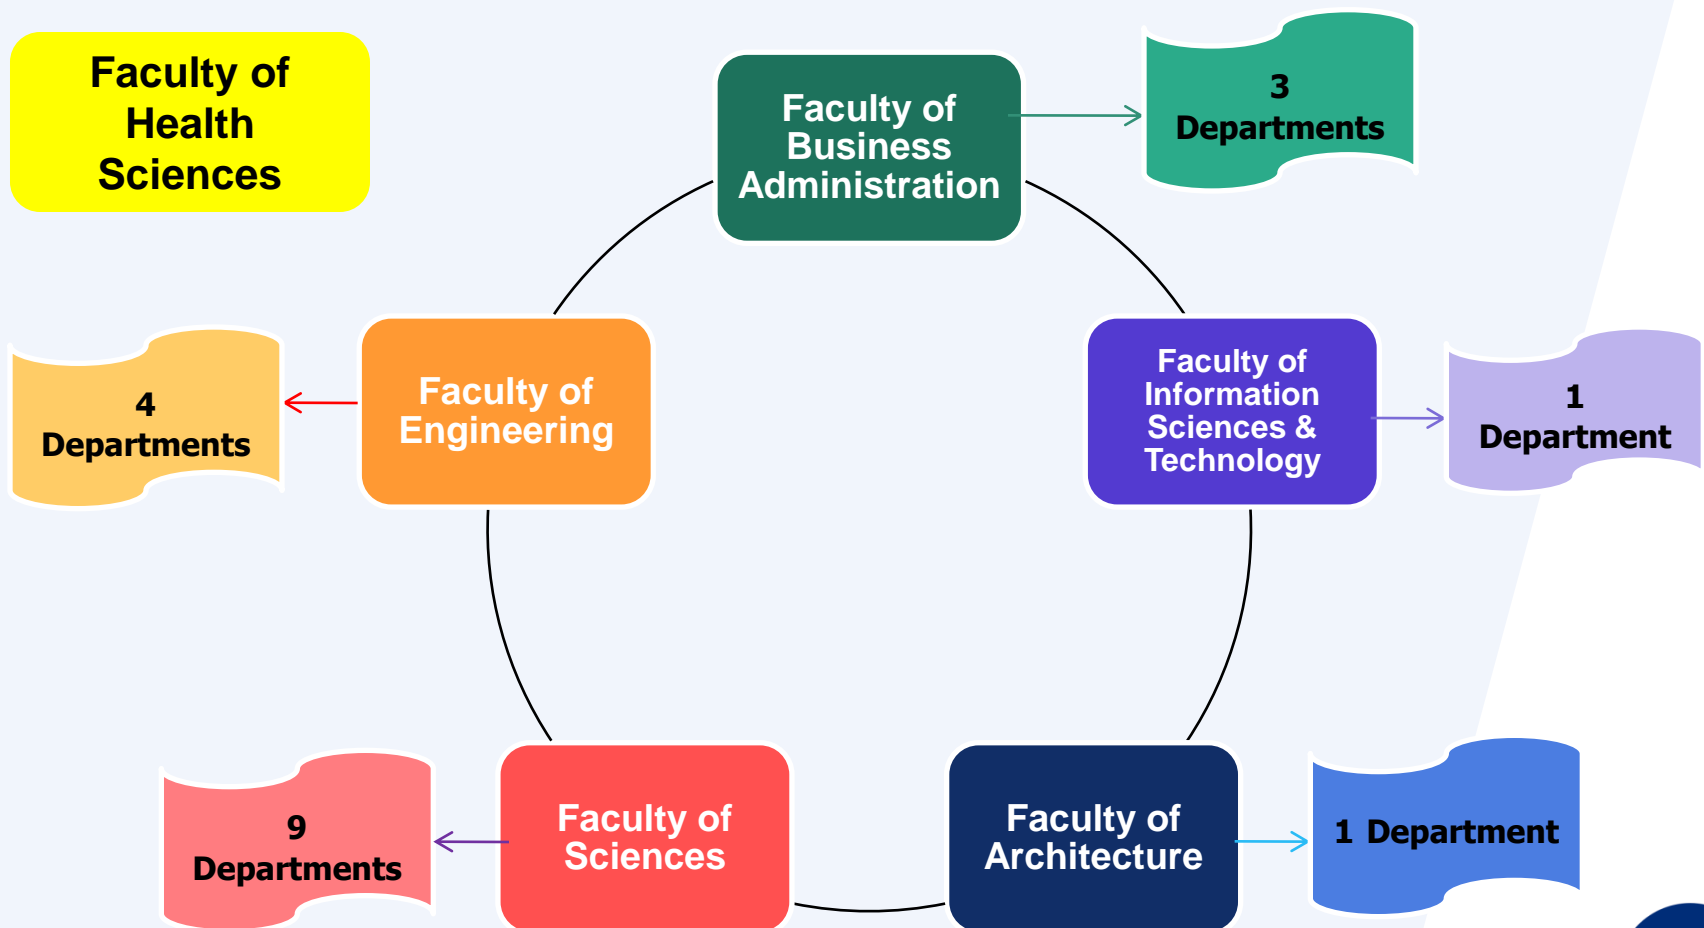 Faculty of
Health
Sciences
Faculty of
Business
Administration
3
Departments
Faculty of
Engineering
4
Departments
Faculty of
Information
Sciences &
Technology
1
Department
Faculty of
Sciences
9
Departments
Faculty of
Architecture
1 Department